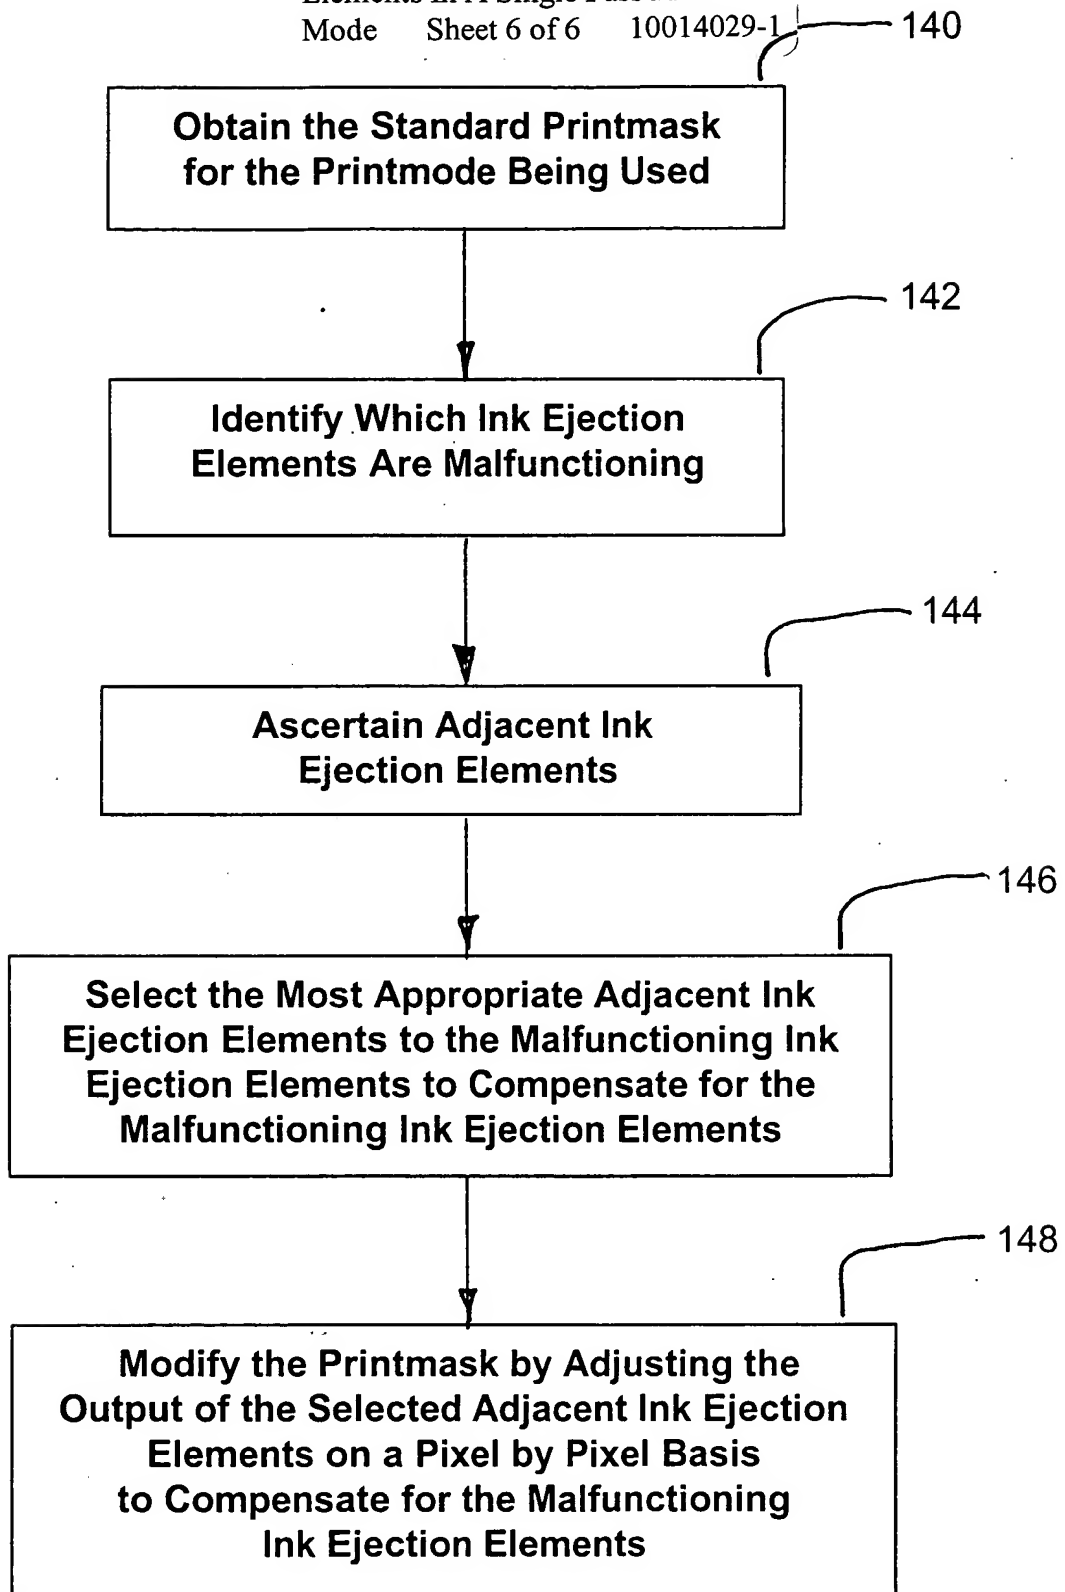 Mode Sheet 6 of 6 10014029-1
140
Obtain the Standard Printmask
for the Printmode Being Used
142
Identify Which Ink Ejection
Elements Are Malfunctioning
144
Ascertain Adjacent Ink
Ejection Elements
146
Select the Most Appropriate Adjacent Ink
Ejection Elements to the Malfunctioning Ink
Ejection Elements to Compensate for the
Malfunctioning Ink Ejection Elements
148
Modify the Printmask by Adjusting the
Output of the Selected Adjacent Ink Ejection
Elements on a Pixel by Pixel Basis
to Compensate for the Malfunctioning
Ink Ejection Elements